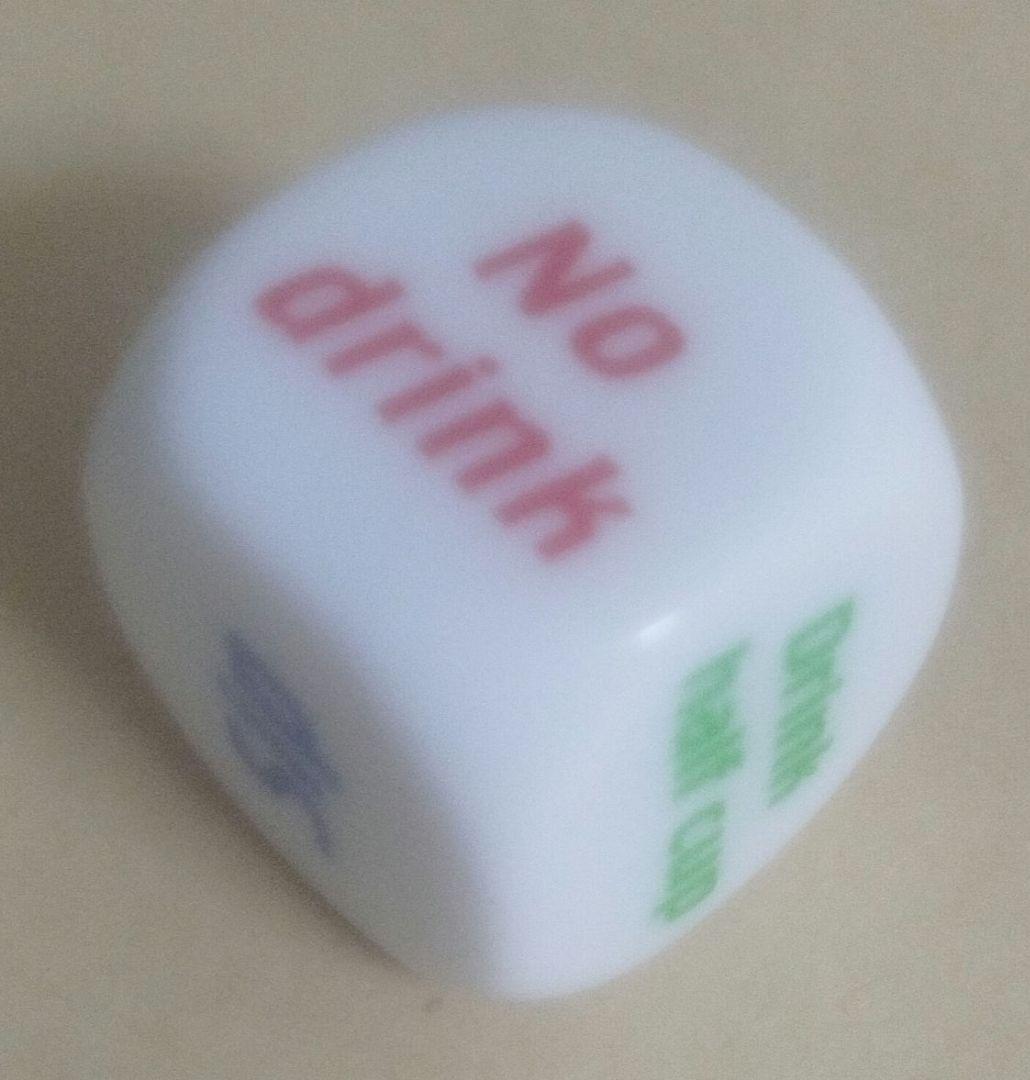 No
drink
Drink
half cup